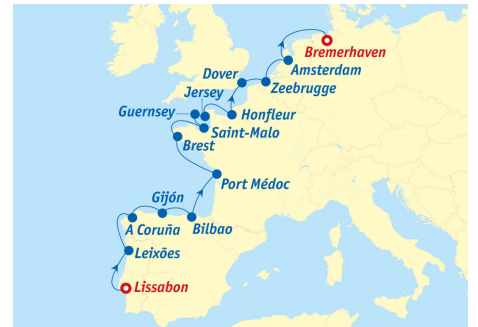 Bremerhaven
Amsterdam
Dover
Zeebrugge
Jersey
Guernsey
Honfleur
Saint-Malo
Brest
Port Médoc
Gijón
A Coruña
Bilbao
Leixões
Lissabon